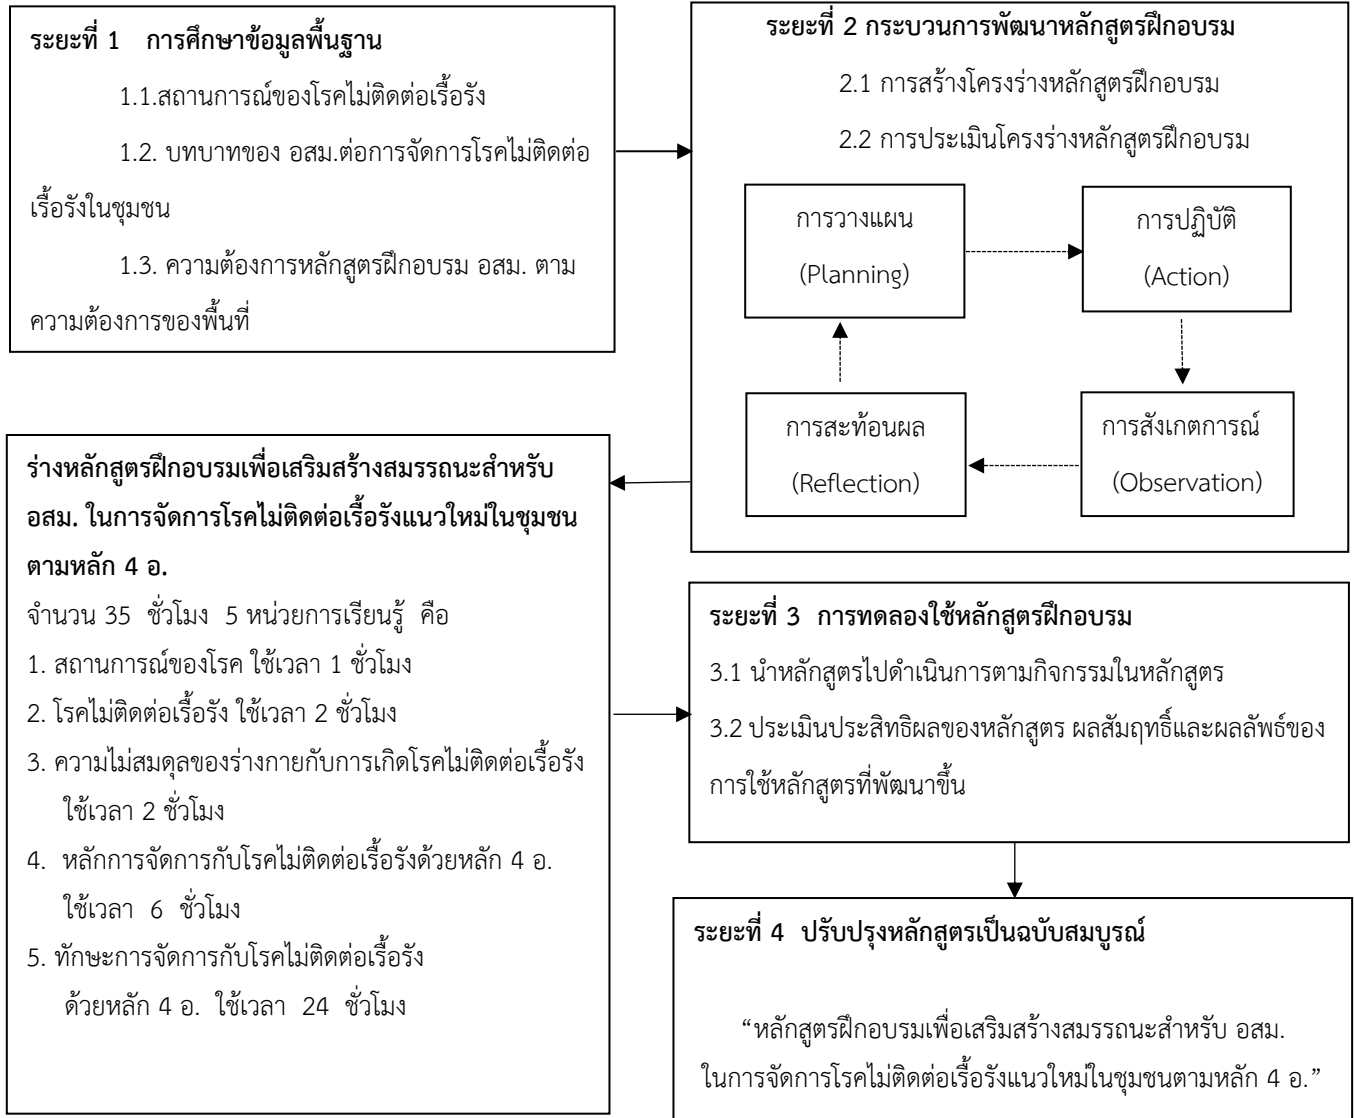 ระยะที่ 1 การศึกษาข้อมูลพื้นฐาน
1.1.สถานการณ์ของโรคไม่ติดต่อเรื้อรัง
1.2. บทบาทของ อสม.ต่อการจัดการโรคไม่ติดต่อ
เรื้อรังในชุมชน
1.3. ความต้องการหลักสูตรฝึกอบรม อสม. ตาม
ความต้องการของพื้นที่
ระยะที่ 2 กระบวนการพัฒนาหลักสูตรฝึกอบรม
2.1 การสร้างโครงร่างหลักสูตรฝึกอบรม
2.2 การประเมินโครงร่างหลักสูตรฝึกอบรม
การวางแผน
(Planning)
การปฏิบัติ
(Action)
การสังเกตการณ์
(Observation)
การสะท้อนผล
(Reflection)
ร่างหลักสูตรฝึกอบรมเพื่อเสริมสร้างสมรรถนะสำหรับ
อสม. ในการจัดการโรคไม่ติดต่อเรื้อรังแนวใหม่ในชุมชน
ตามหลัก 4 อ.
จำนวน 35 ชั่วโมง 5 หน่วยการเรียนรู้ คือ
1. สถานการณ์ของโรค ใช้เวลา 1 ชั่วโมง
2. โรคไม่ติดต่อเรื้อรัง ใช้เวลา 2 ชั่วโมง
3. ความไม่สมดุลของร่างกายกับการเกิดโรคไม่ติดต่อเรื้อรัง
ใช้เวลา 2 ชั่วโมง
4. หลักการจัดการกับโรคไม่ติดต่อเรื้อรังด้วยหลัก 4 อ.
ใช้เวลา 6 ชั่วโมง
5. ทักษะการจัดการกับโรคไม่ติดต่อเรื้อรัง
ด้วยหลัก 4 อ. ใช้เวลา 24 ชั่วโมง
ระยะที่ 3 การทดลองใช้หลักสูตรฝึกอบรม
3.1 นำหลักสูตรไปดำเนินการตามกิจกรรมในหลักสูตร
3.2 ประเมินประสิทธิผลของหลักสูตร ผลสัมฤทธิ์และผลลัพธ์ของ
การใช้หลักสูตรที่พัฒนาขึ้น
ระยะที่ 4 ปรับปรุงหลักสูตรเป็นฉบับสมบูรณ์
“หลักสูตรฝึกอบรมเพื่อเสริมสร้างสมรรถนะสำหรับ อสม.
ในการจัดการโรคไม่ติดต่อเรื้อรังแนวใหม่ในชุมชนตามหลัก 4 อ.”